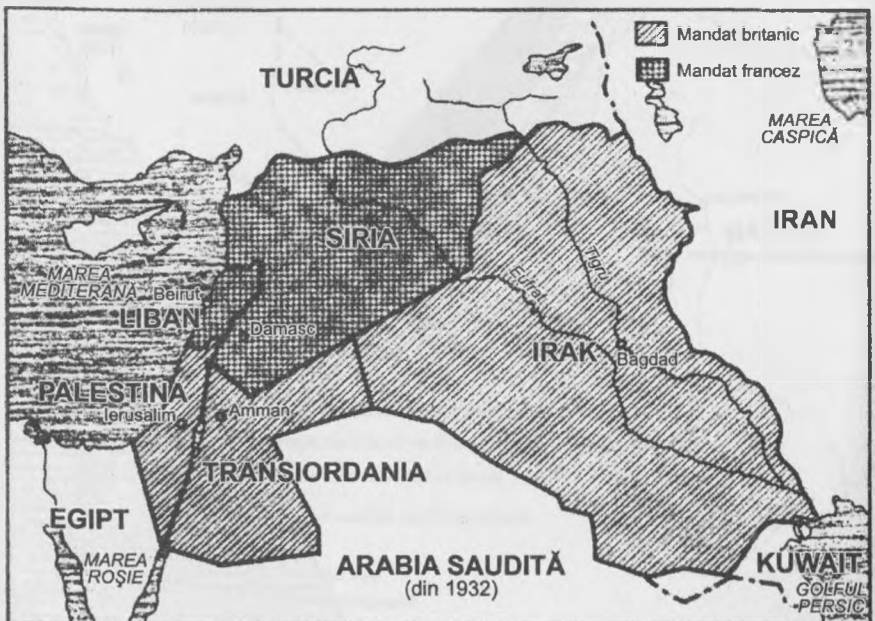 Mandat britanic
Mandat francez
TURCIA
MAREA
CASPICĂ
IRAN
SIRIA
MAREA
MEDITERANĂ
Beirut
LIBAN
Damasc
Tigru
Eufrat
IRAK
Bagdad
PALESTINA
Ierusalim
Amman
TRANSIORDANIA
EGIPT
MAREA
ROŞIE
ARABIA SAUDITĂ
(din 1932)
KUWAIT
GOLFUL
PERSIC